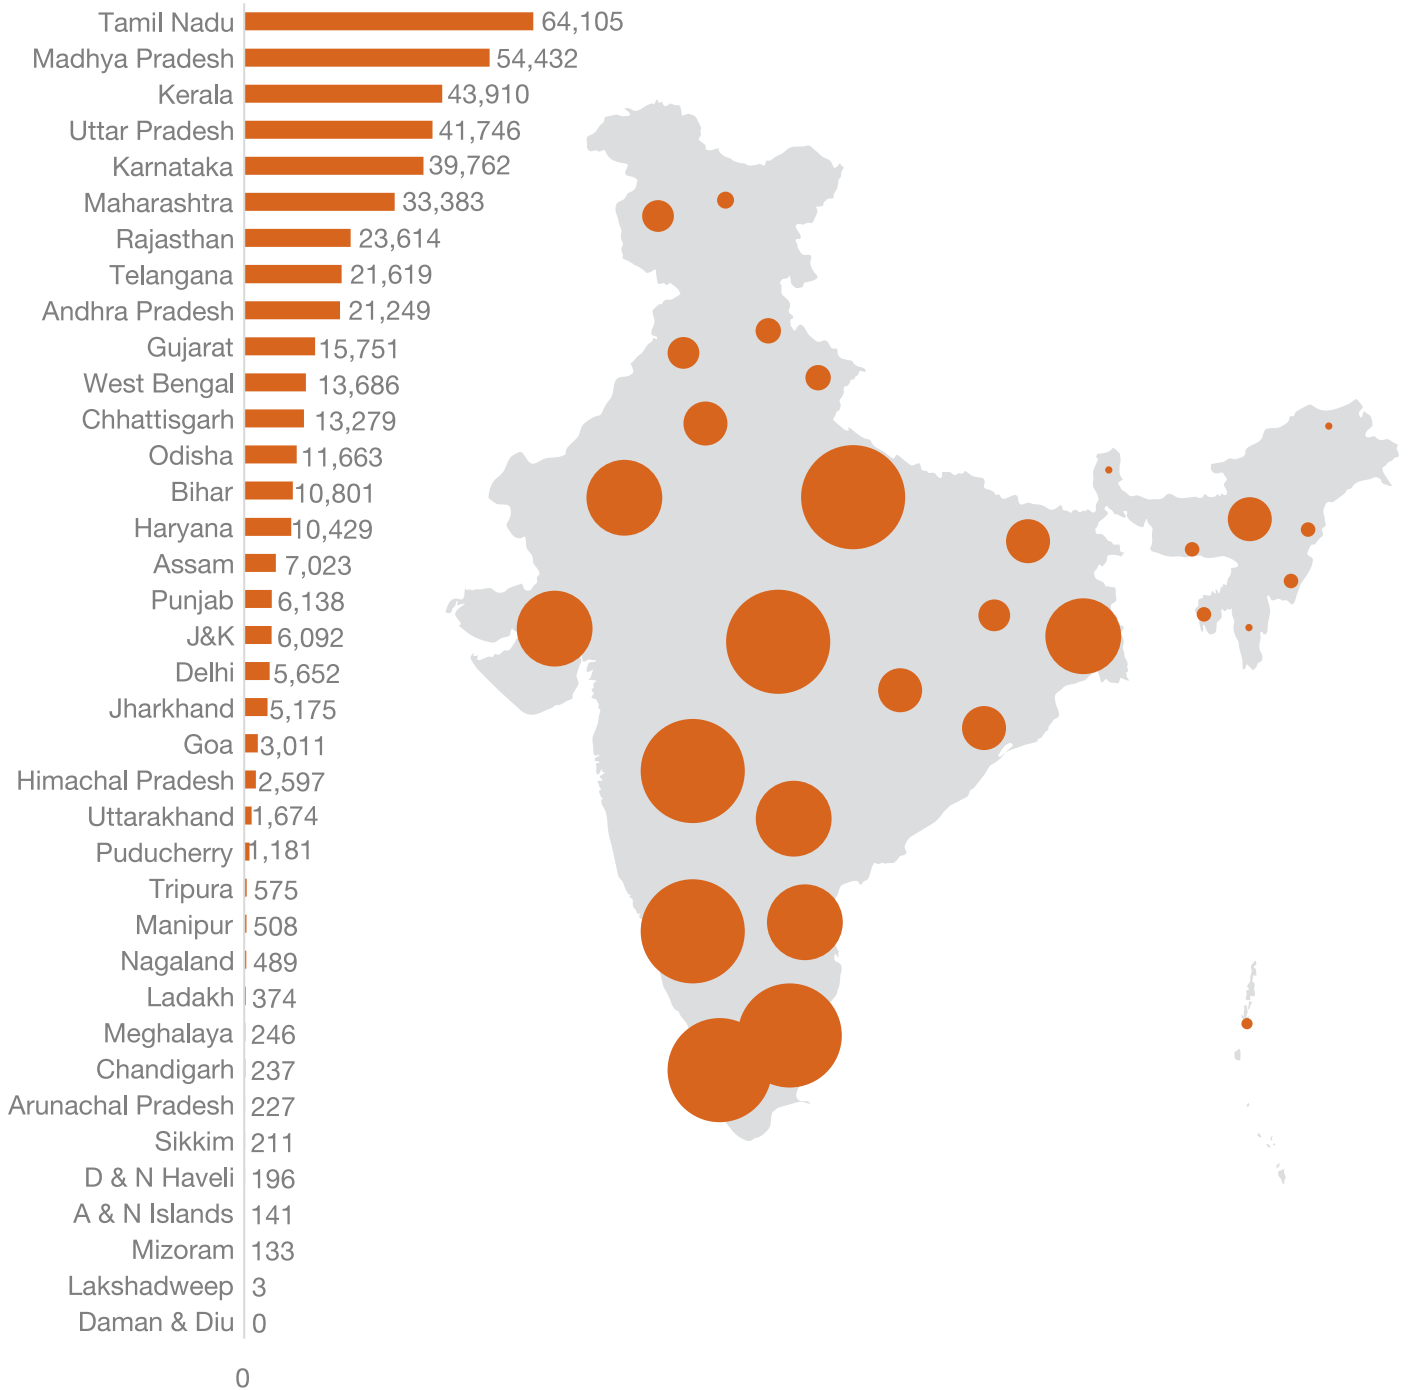 Tamil Nadu 64,105
Madhya Pradesh 54,432
Kerala 43,910
Uttar Pradesh 41,746
Karnataka 39,762
Maharashtra 33,383
Rajasthan 23,614
Telangana 21,619
Andhra Pradesh 21,249
Gujarat 15,751
West Bengal 13,686
Chhattisgarh 13,279
Odisha 11,663
Bihar 10,801
Haryana 10,429
Assam 7,023
Punjab 6,138
J&K 6,092
Delhi 5,652
Jharkhand 5,175
Goa 3,011
Himachal Pradesh 2,597
Uttarakhand 1,674
Puducherry 1,181
Tripura 575
Manipur 508
Nagaland 489
Ladakh 374
Meghalaya 246
Chandigarh 237
Arunachal Pradesh 227
Sikkim 211
D & N Haveli 196
A & N Islands 141
Mizoram 133
Lakshadweep 3
Daman & Diu 0
0